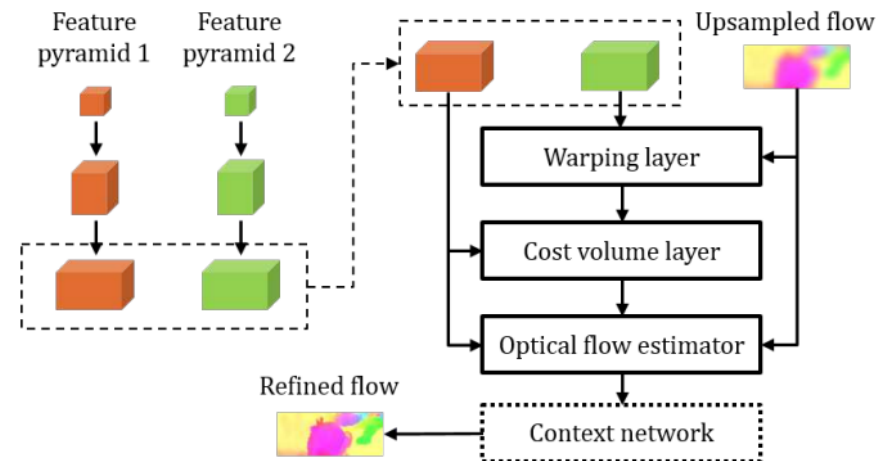 Feature
pyramid 1
Feature
pyramid 2
Upsampled flow
Warping layer
Cost volume layer
Optical flow estimator
Refined flow
Context network